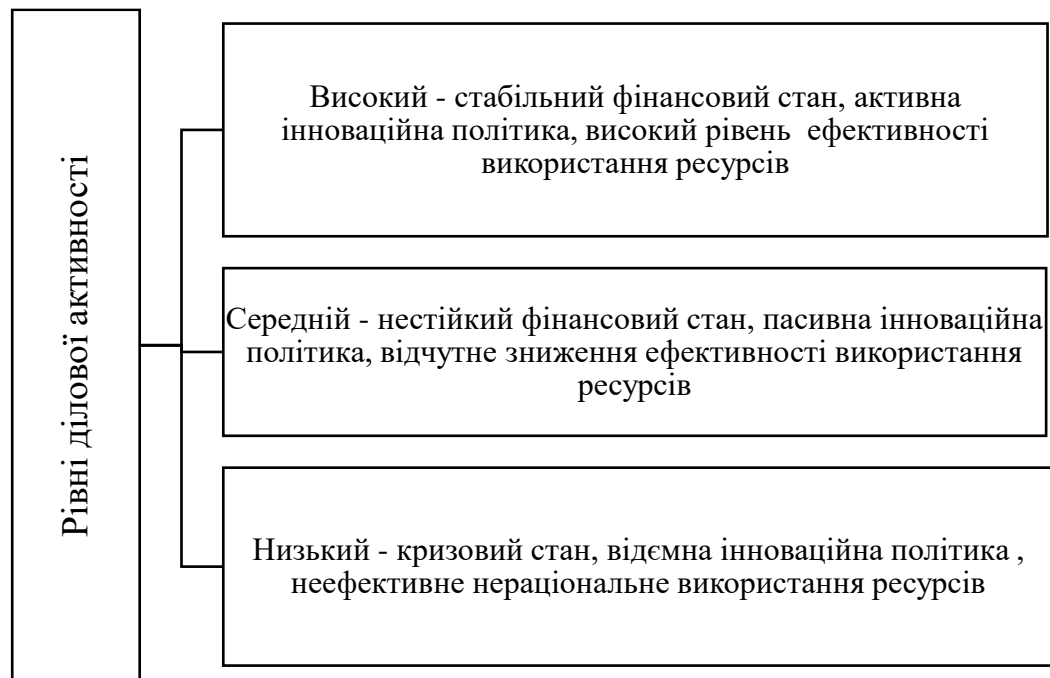 Рівні ділової активності
Високий - стабільний фінансовий стан, активна
інноваційна політика, високий рівень  ефективності
використання ресурсів
Середній - нестійкий фінансовий стан, пасивна інноваційна
політика, відчутне зниження ефективності використання
ресурсів
Низький - кризовий стан, відємна інноваційна політика ,
неефективне нераціональне використання ресурсів